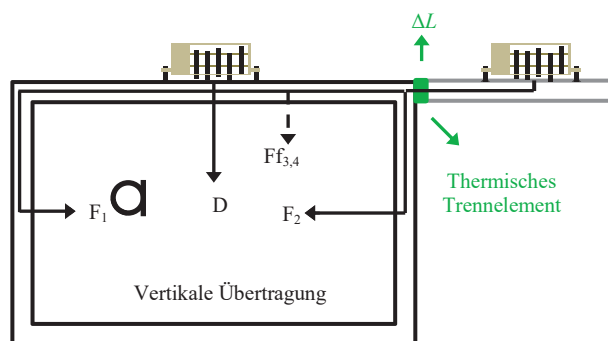 ΔL
Ff3,4
F1
D
F2
Thermisches
Trennelement
Vertikale Übertragung